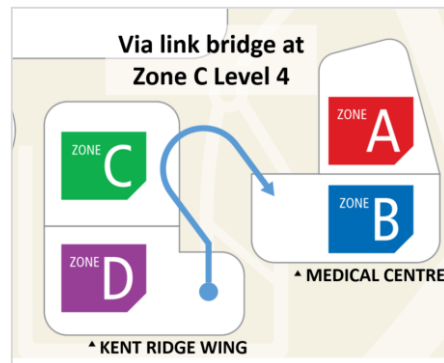 Via link bridge at
Zone C Level 4
ZONE A
ZONE C
ZONE B
ZONE D
▲ MEDICAL CENTRE
▲ KENT RIDGE WING